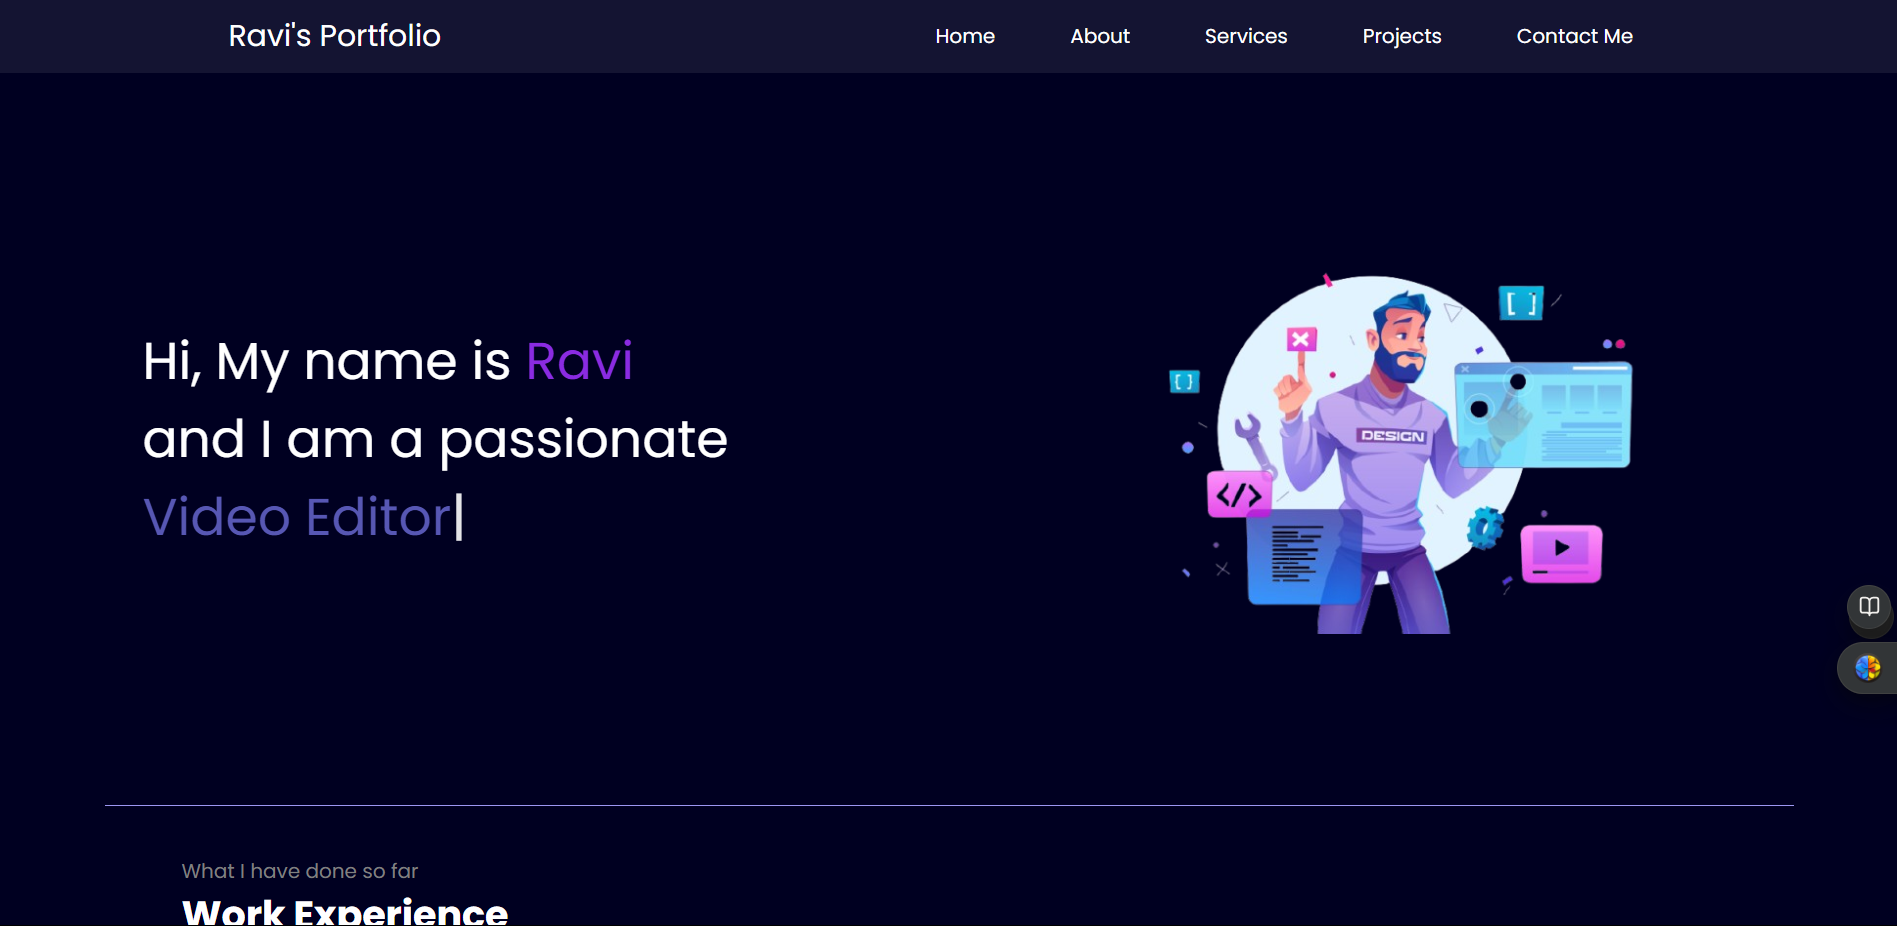 Ravi's Portfolio
Home About Services Projects Contact Me
Hi, My name is Ravi
and I am a passionate
Video Editor|
[ ]
{ }
DESIGN
</>
What I have done so far
Work Experience